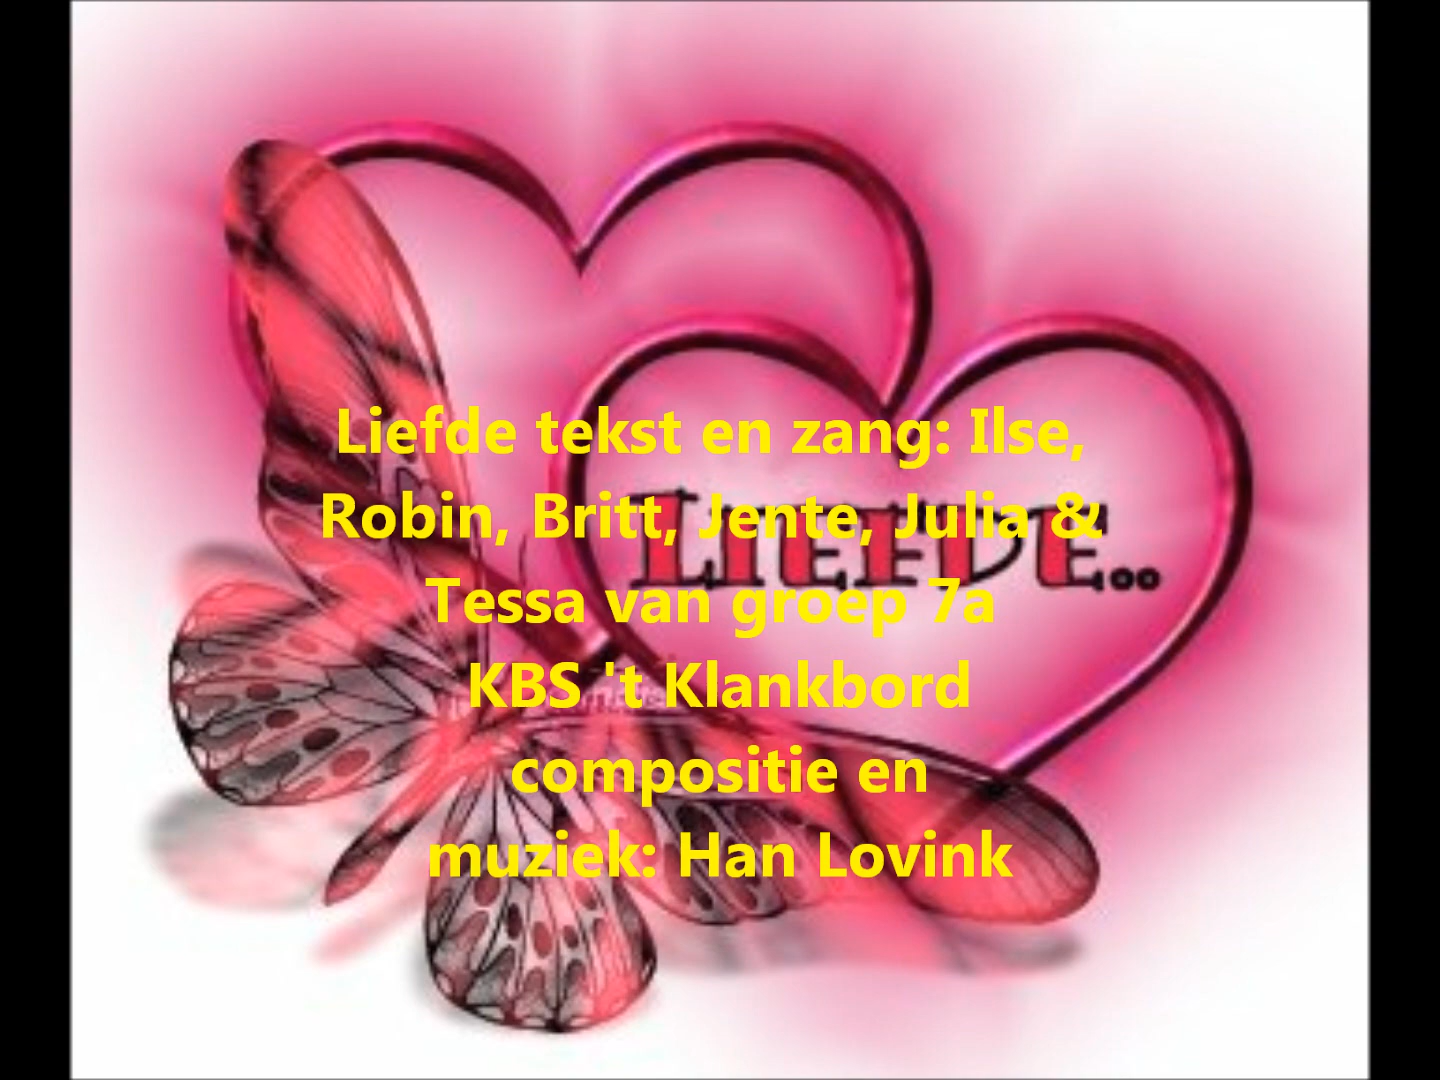 Liefde tekst en zang: Ilse,
Robin, Britt, Jente, Julia &
LIEFDE..
Tessa van groep 7a
KBS 't Klankbord
compositie en
muziek: Han Lovink